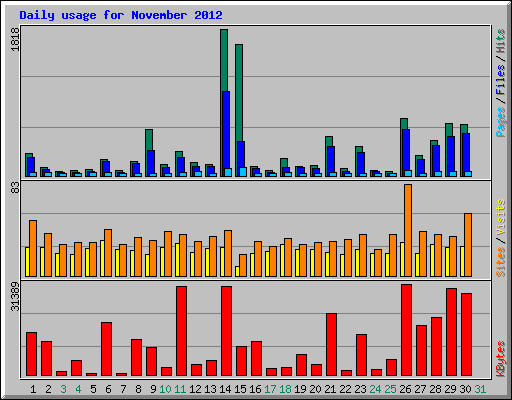 Daily usage for November 2012
1818
Pages / Files / Hits
83
Sites / Visits
31389
KBytes
1 2 3 4 5 6 7 8 9 10 11 12 13 14 15 16 17 18 19 20 21 22 23 24 25 26 27 28 29 30 31